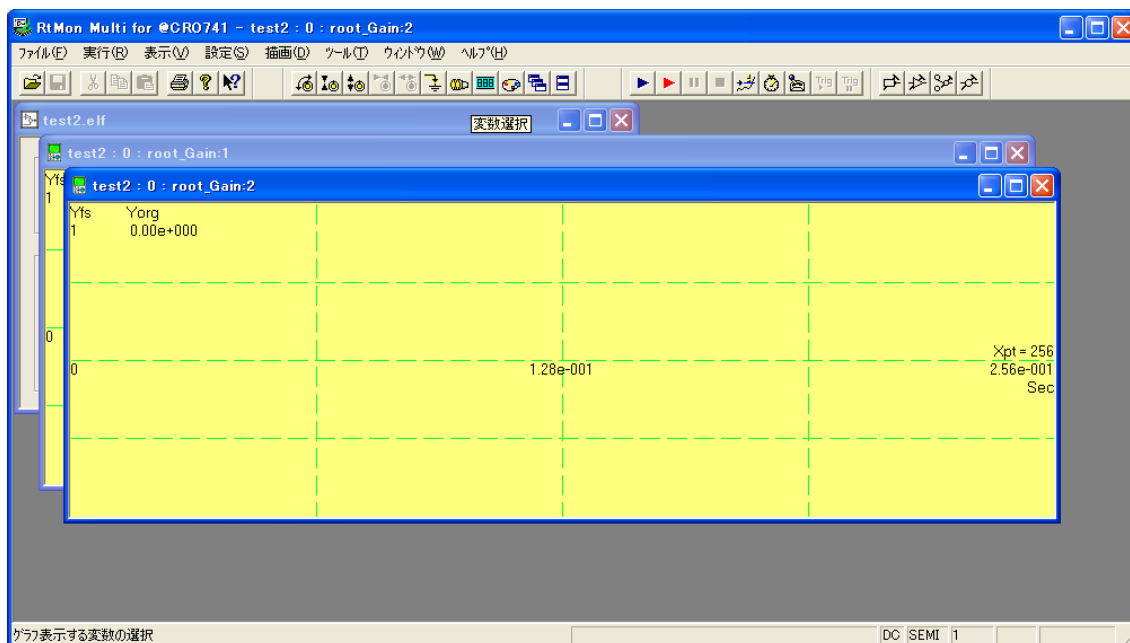 RtMon Multi for @CRO741 - test2 : 0 : root_Gain:2
ファイル(F) 実行(R) 表示(V) 設定(S) 描画(D) ツール(T) ウィンドウ(W) ヘルプ(H)
Trig Trig
test2.elf
変数選択
test2 : 0 : root_Gain:1
Yfs
1
0
test2 : 0 : root_Gain:2
Yfs Yorg
1 0.00e+000
Xpt = 256
0 1.28e-001 2.56e-001
Sec
グラフ表示する変数の選択
DC SEMI 1